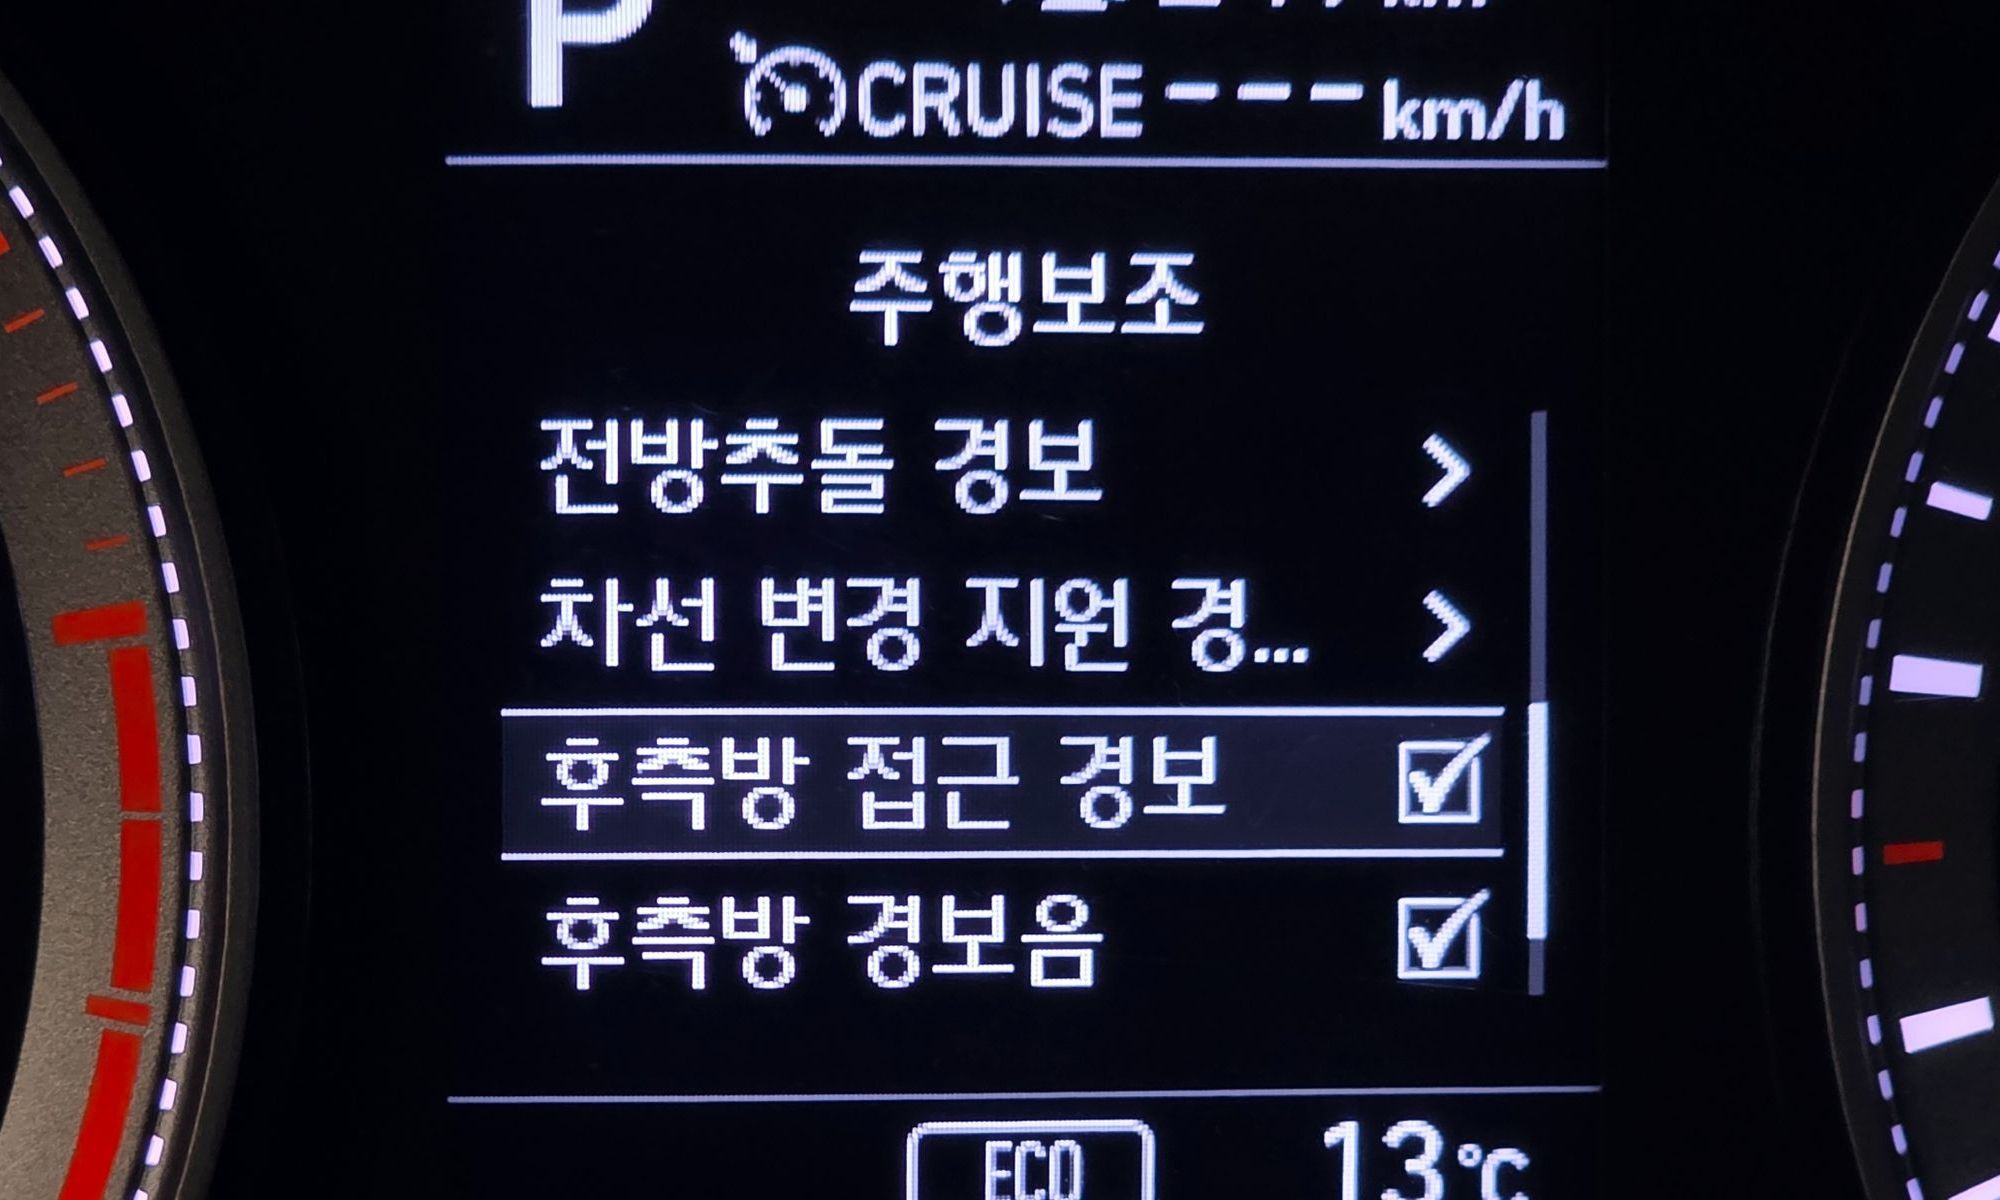 P
km
CRUISE --- km/h
주행보조
전방추돌 경보 >
차선 변경 지원 경... >
후측방 접근 경보
후측방 경보음
ECO 13°C